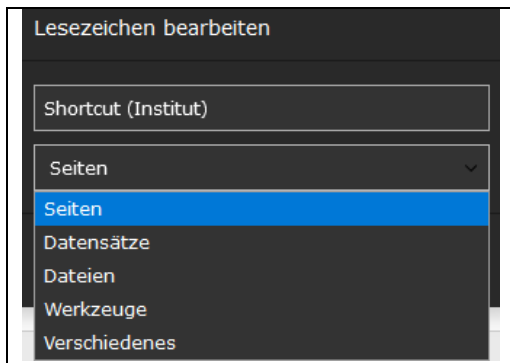 Lesezeichen bearbeiten
Shortcut (Institut)
Seiten
Seiten
Datensätze
Dateien
Werkzeuge
Verschiedenes